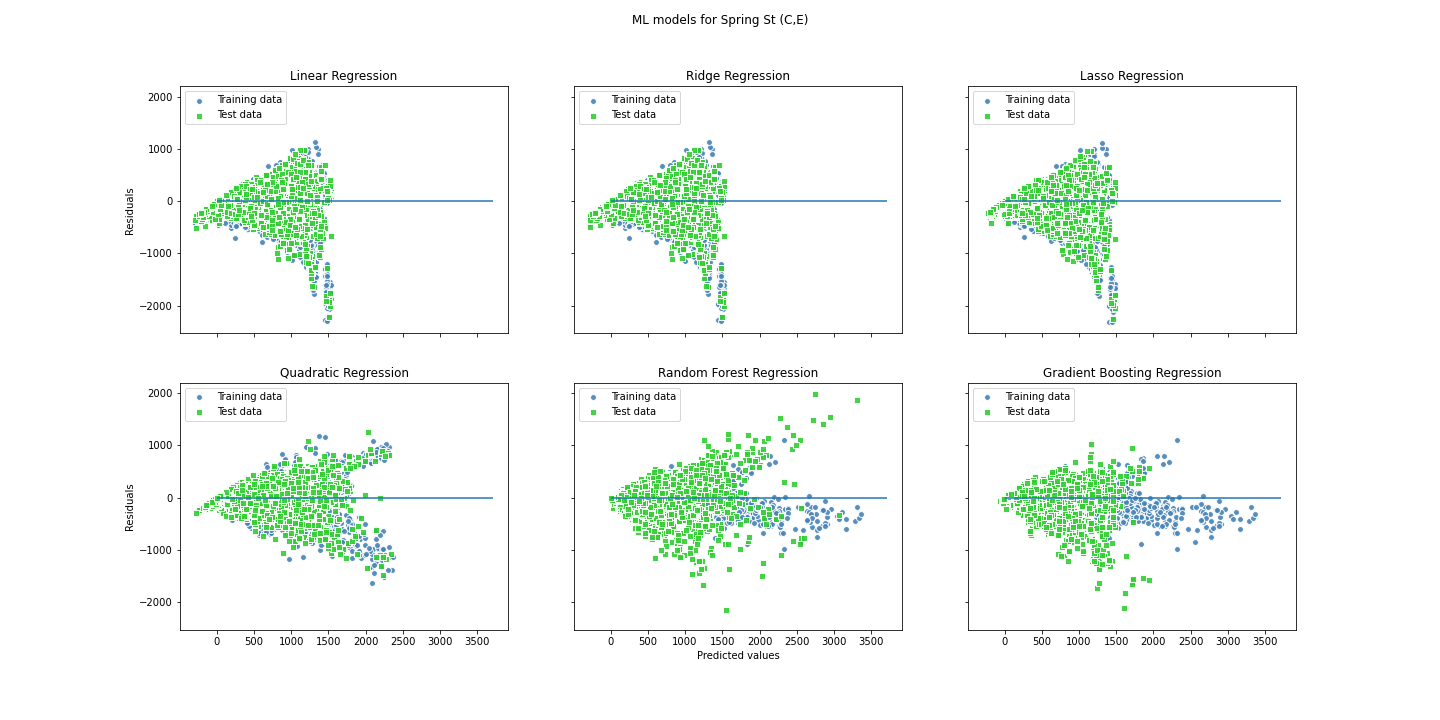 ML models for Spring St (C,E)
Linear Regression
Ridge Regression
Lasso Regression
Training data
Test data
Training data
Test data
Training data
Test data
2000
1000
0
−1000
−2000
Residuals
Quadratic Regression
Random Forest Regression
Gradient Boosting Regression
Training data
Test data
Training data
Test data
Training data
Test data
2000
1000
0
−1000
−2000
Residuals
0 500 1000 1500 2000 2500 3000 3500
0 500 1000 1500 2000 2500 3000 3500
0 500 1000 1500 2000 2500 3000 3500
Predicted values